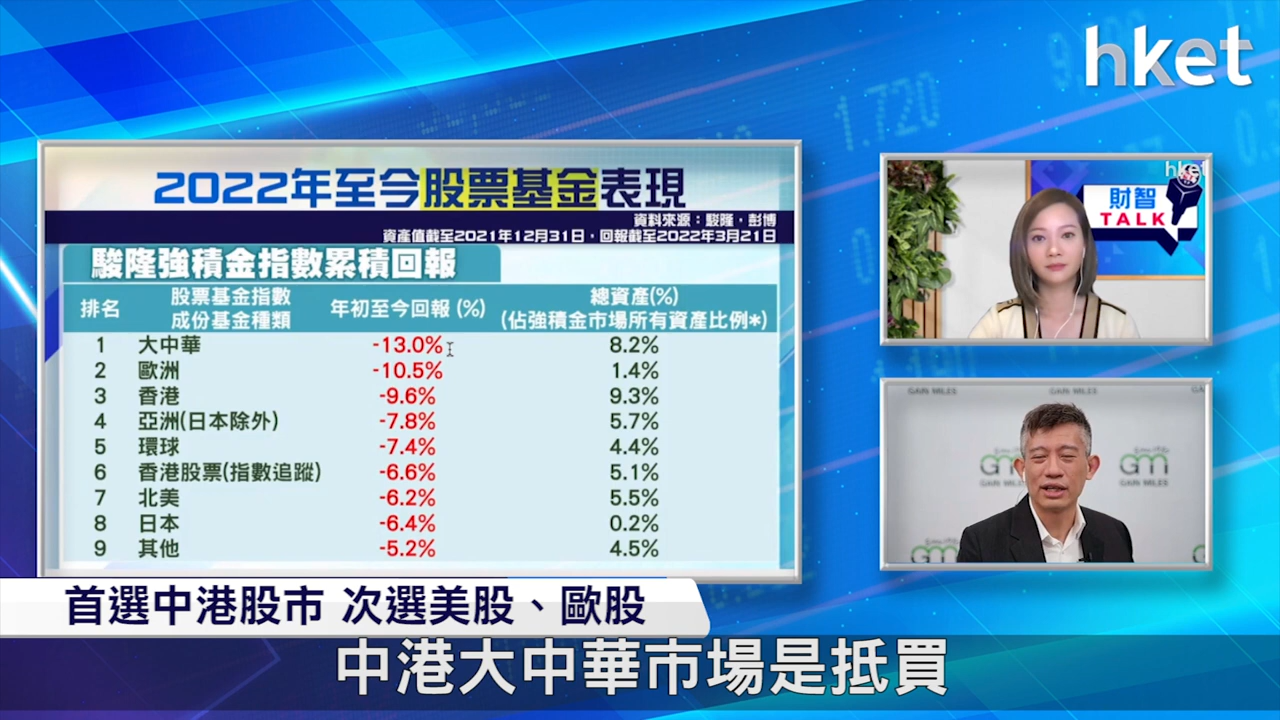 hket
2022年至今股票基金表現
資料來源:駿隆，彭博
資產值截至2021年12月31日，回報截至2022年3月21日
駿隆強積金指數累積回報
排名 股票基金指數 成份基金種類 年初至今回報 (%) 總資產(%) (佔強積金市場所有資產比例*)
1 大中華 -13.0% 8.2%
2 歐洲 -10.5% 1.4%
3 香港 -9.6% 9.3%
4 亞洲(日本除外) -7.8% 5.7%
5 環球 -7.4% 4.4%
6 香港股票(指數追蹤) -6.6% 5.1%
7 北美 -6.2% 5.5%
8 日本 -6.4% 0.2%
9 其他 -5.2% 4.5%
hket
財智
TALK
GAIN MILES GAIN MILES
GM GM
GAIN MILES GAIN MILES
首選中港股市 次選美股、歐股
中港大中華市場是抵買